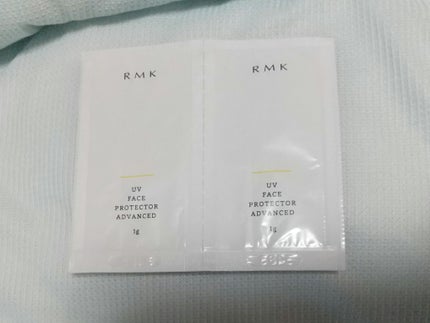 RMK
UV
FACE
PROTECTOR
ADVANCED
1g
RMK
UV
FACE
PROTECTOR
ADVANCED
1g